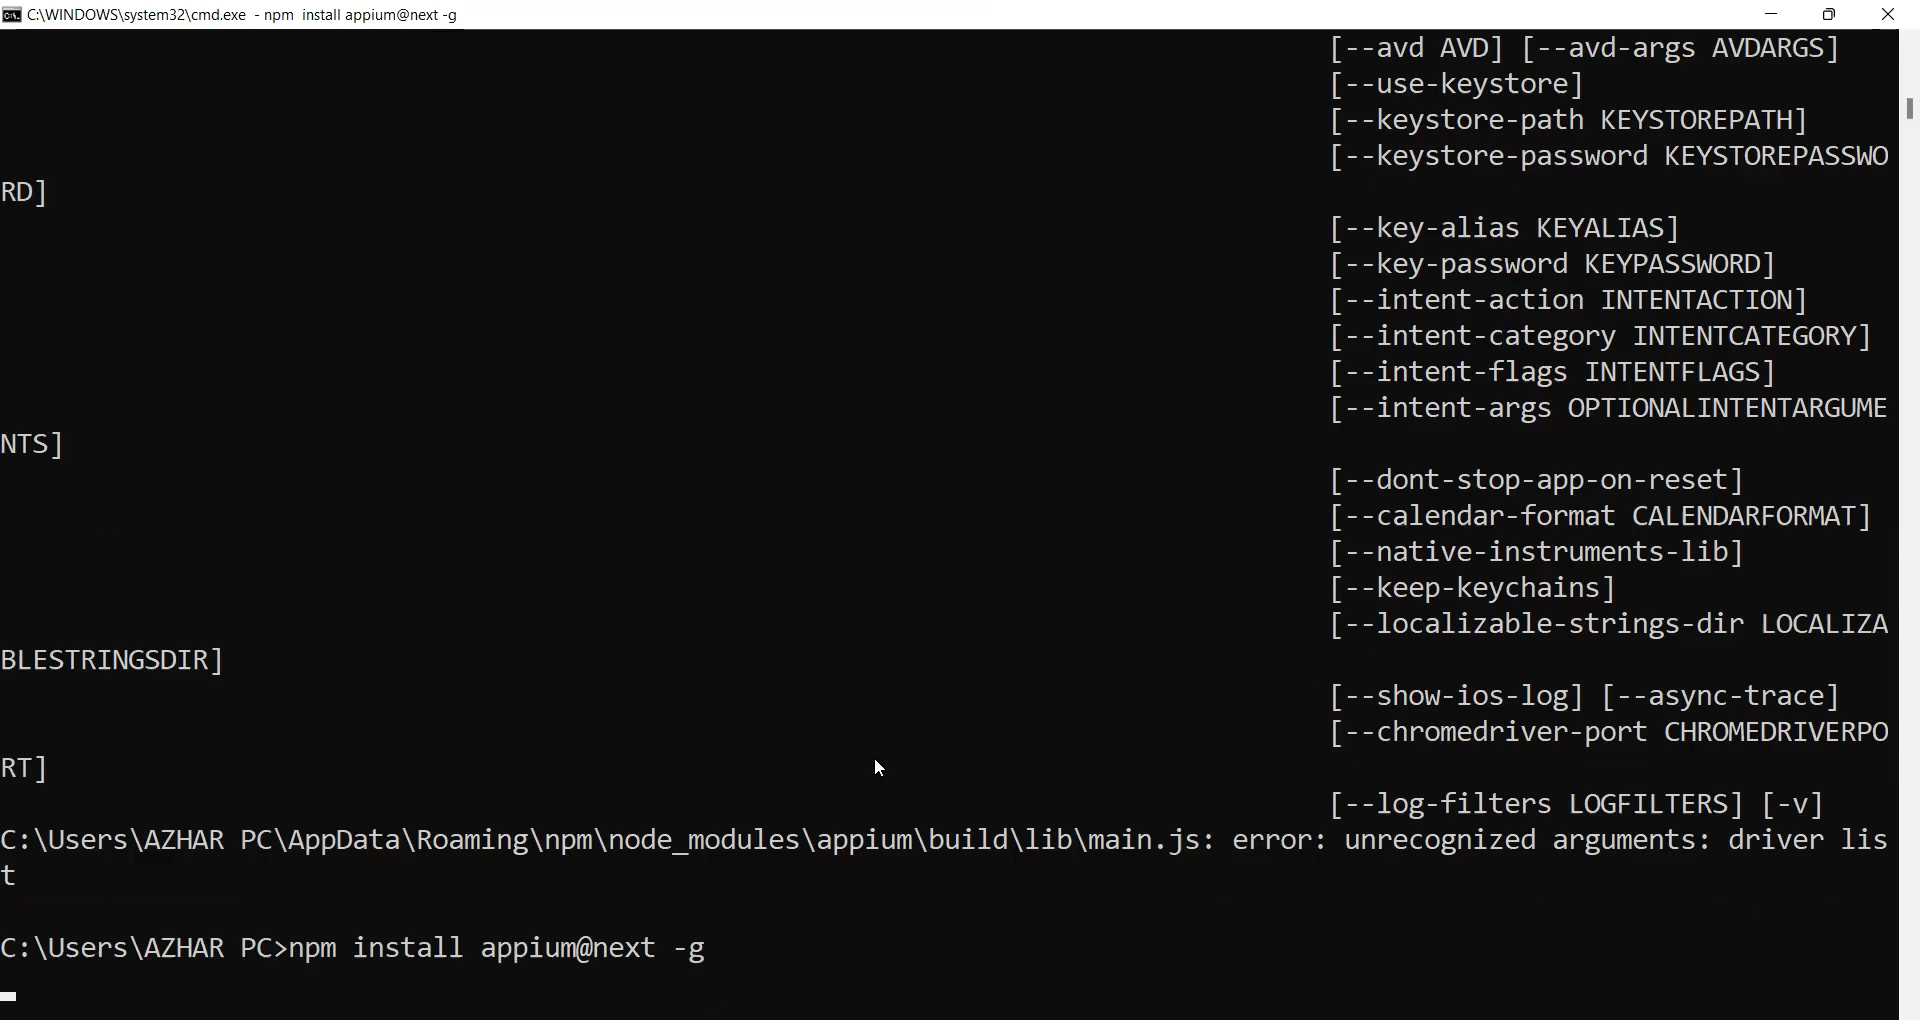 C:\WINDOWS\system32\cmd.exe - npm install appium@next -g
[--avd AVD] [--avd-args AVDARGS]
[--use-keystore]
[--keystore-path KEYSTOREPATH]
[--keystore-password KEYSTOREPASSWO
RD]
[--key-alias KEYALIAS]
[--key-password KEYPASSWORD]
[--intent-action INTENTACTION]
[--intent-category INTENTCATEGORY]
[--intent-flags INTENTFLAGS]
[--intent-args OPTIONALINTENTARGUME
NTS]
[--dont-stop-app-on-reset]
[--calendar-format CALENDARFORMAT]
[--native-instruments-lib]
[--keep-keychains]
[--localizable-strings-dir LOCALIZA
BLESTRINGSDIR]
[--show-ios-log] [--async-trace]
[--chromedriver-port CHROMEDRIVERPO
RT]
[--log-filters LOGFILTERS] [-v]
C:\Users\AZHAR PC\AppData\Roaming\npm\node_modules\appium\build\lib\main.js: error: unrecognized arguments: driver lis
t
C:\Users\AZHAR PC>npm install appium@next -g